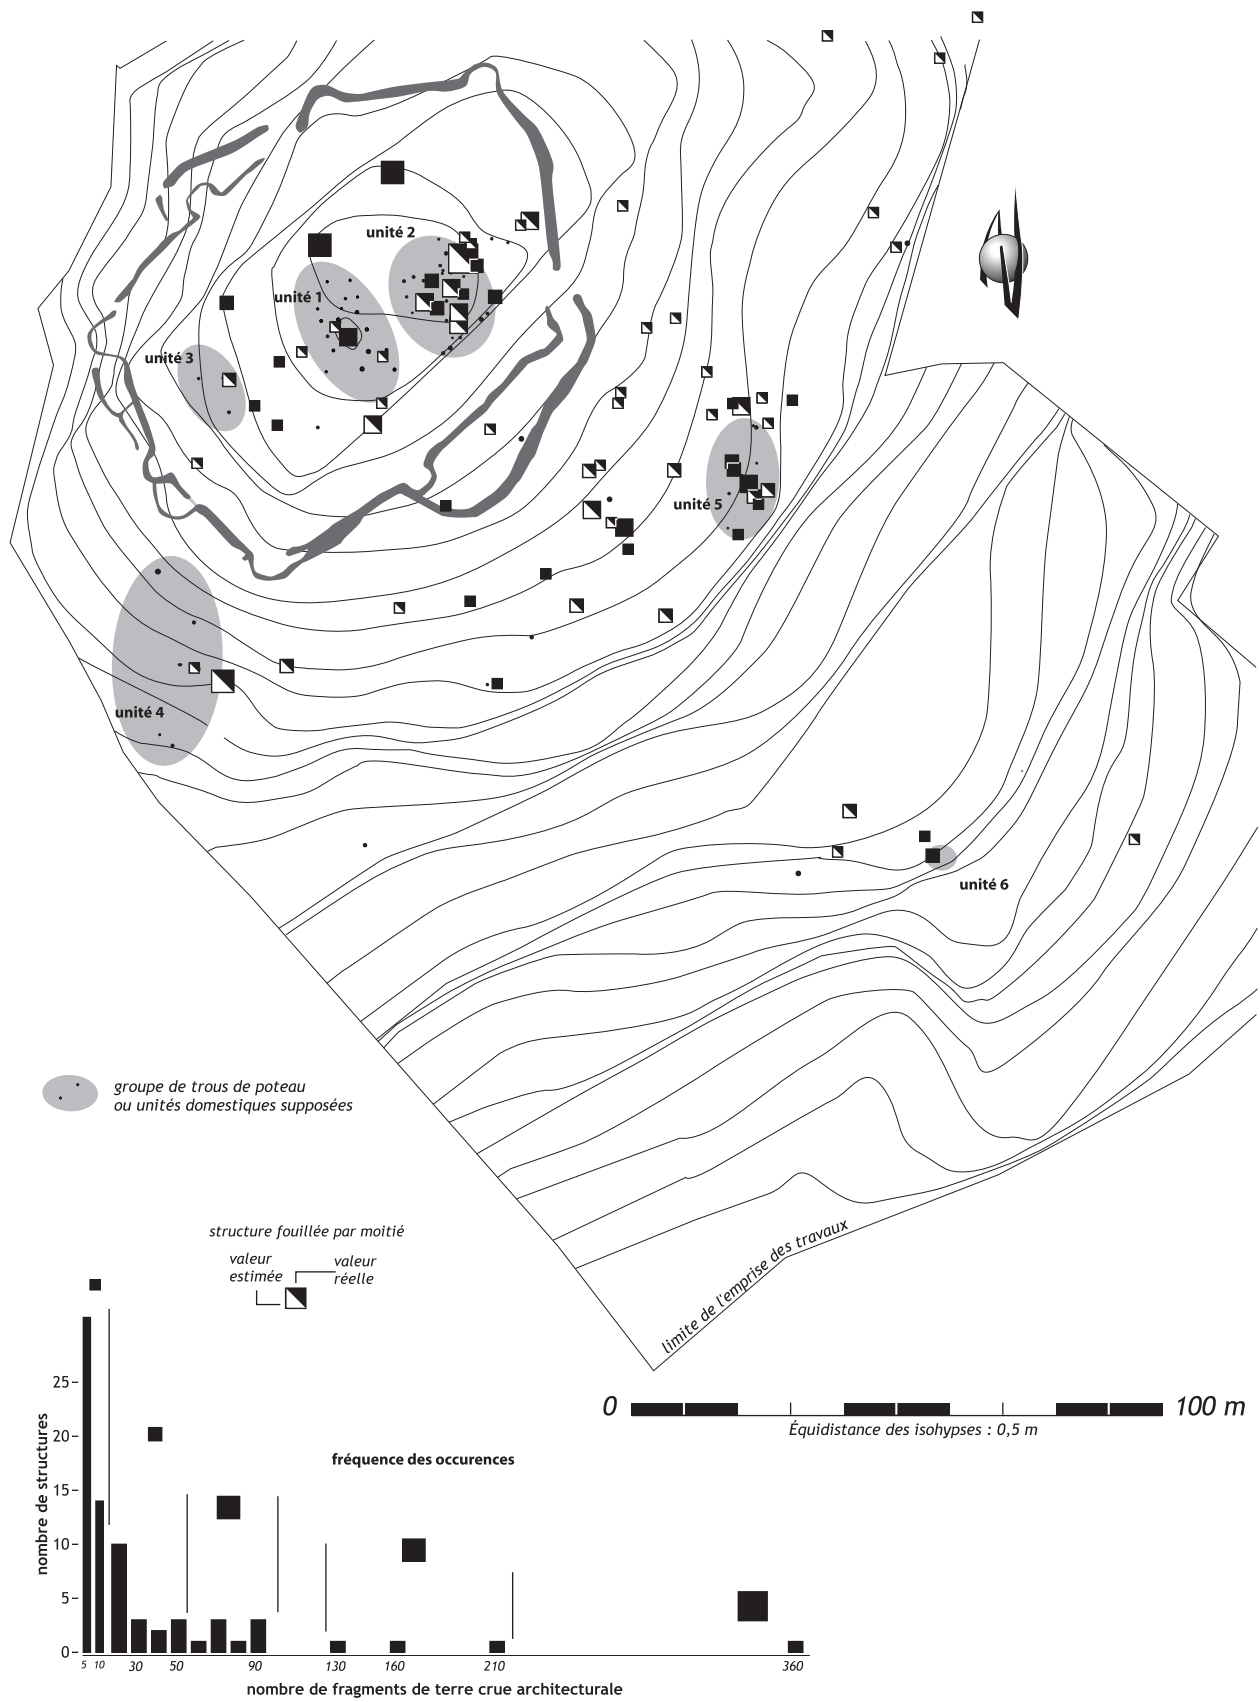 unité 2
unité 1
unité 3
unité 5
unité 4
unité 6
groupe de trous de poteau
ou unités domestiques supposées
structure fouillée par moitié
valeur
estimée
valeur
réelle
limite de l'emprise des travaux
0
100 m
Équidistance des isohypses : 0,5 m
fréquence des occurences
nombre de structures
25
20
15
10
5
0
5 10 30 50 90 130 160 210 360
nombre de fragments de terre crue architecturale